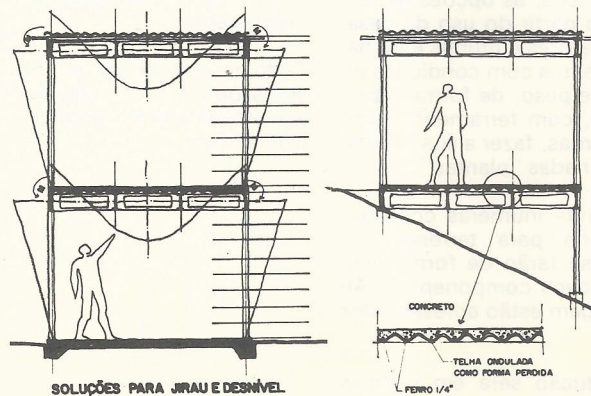 CONCRETO
TELHA ONDULADA
COMO FORMA PERDIDA
FERRO 1/4"
SOLUÇÕES PARA JIRAU E DESNÍVEL